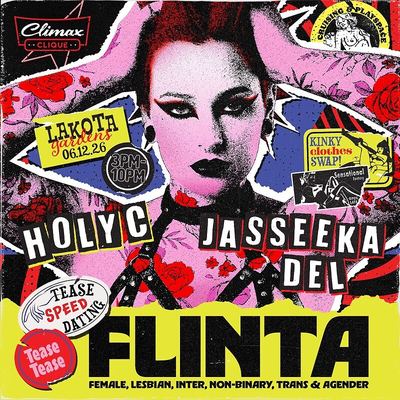 Climax
CLIQUE
CRUISING & PLAYSPACE
LAKOTA
gardens
06.12.26
3PM-
10PM
KINKY
clothes
SWAP!
Sensational
HOLY C
JASSEEKA
DEL
TEASE
SPEED
DATING
Tease
Tease
FLINTA
FEMALE, LESBIAN, INTER, NON-BINARY, TRANS & AGENDER